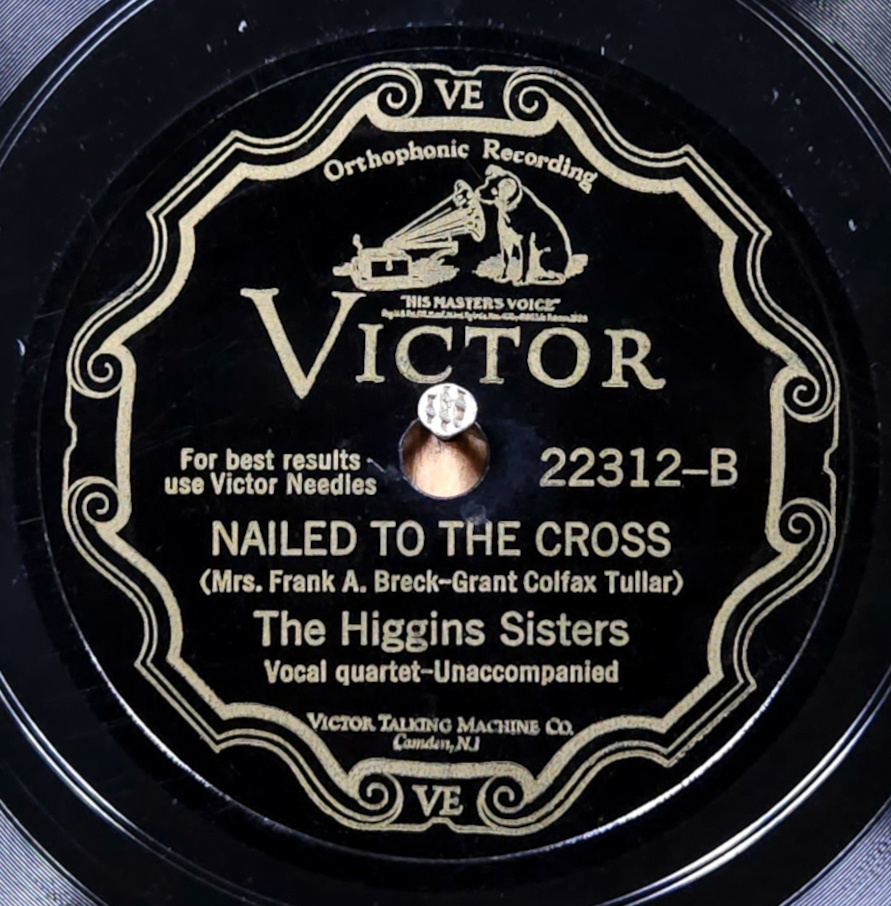 VE
Orthophonic Recording
"HIS MASTER'S VOICE"
VICTOR
For best results
use Victor Needles
22312-B
NAILED TO THE CROSS
(Mrs. Frank A. Breck-Grant Colfax Tullar)
The Higgins Sisters
Vocal quartet-Unaccompanied
VICTOR TALKING MACHINE CO.
Camden, N.J
VE